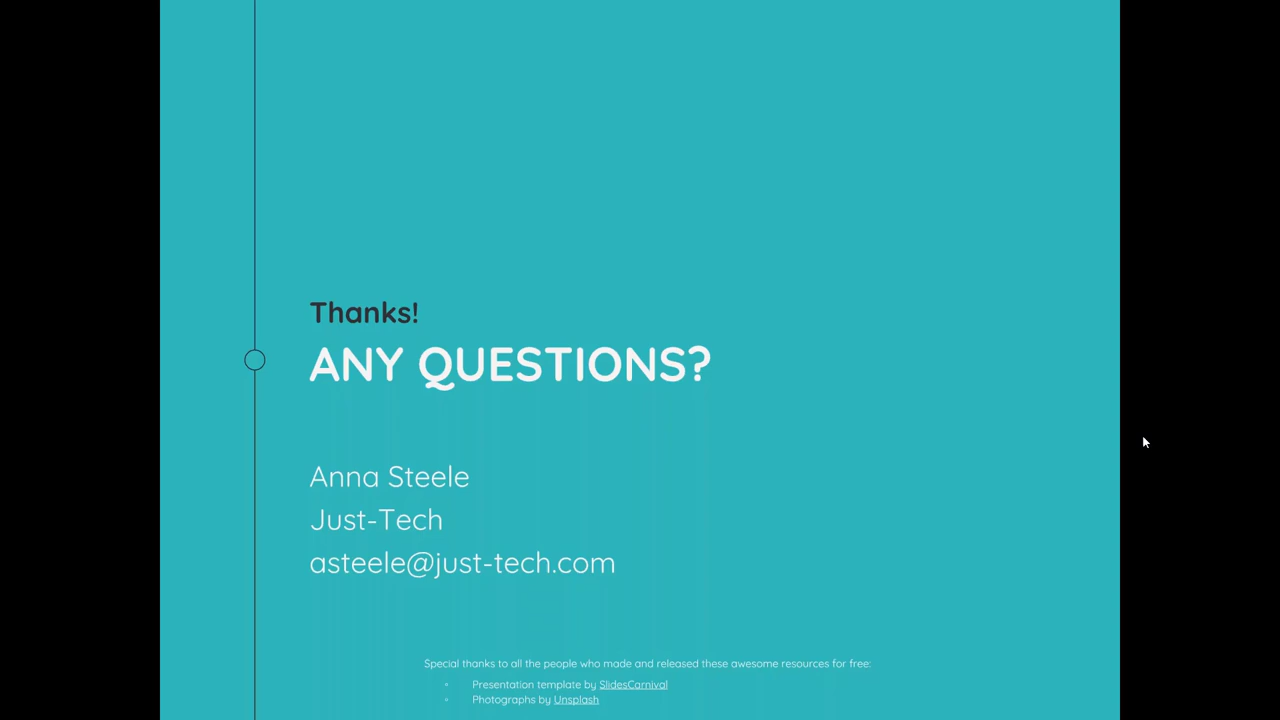 Thanks!
ANY QUESTIONS?
Anna Steele
Just-Tech
asteele@just-tech.com
Special thanks to all the people who made and released these awesome resources for free:
Presentation template by SlidesCarnival
Photographs by Unsplash